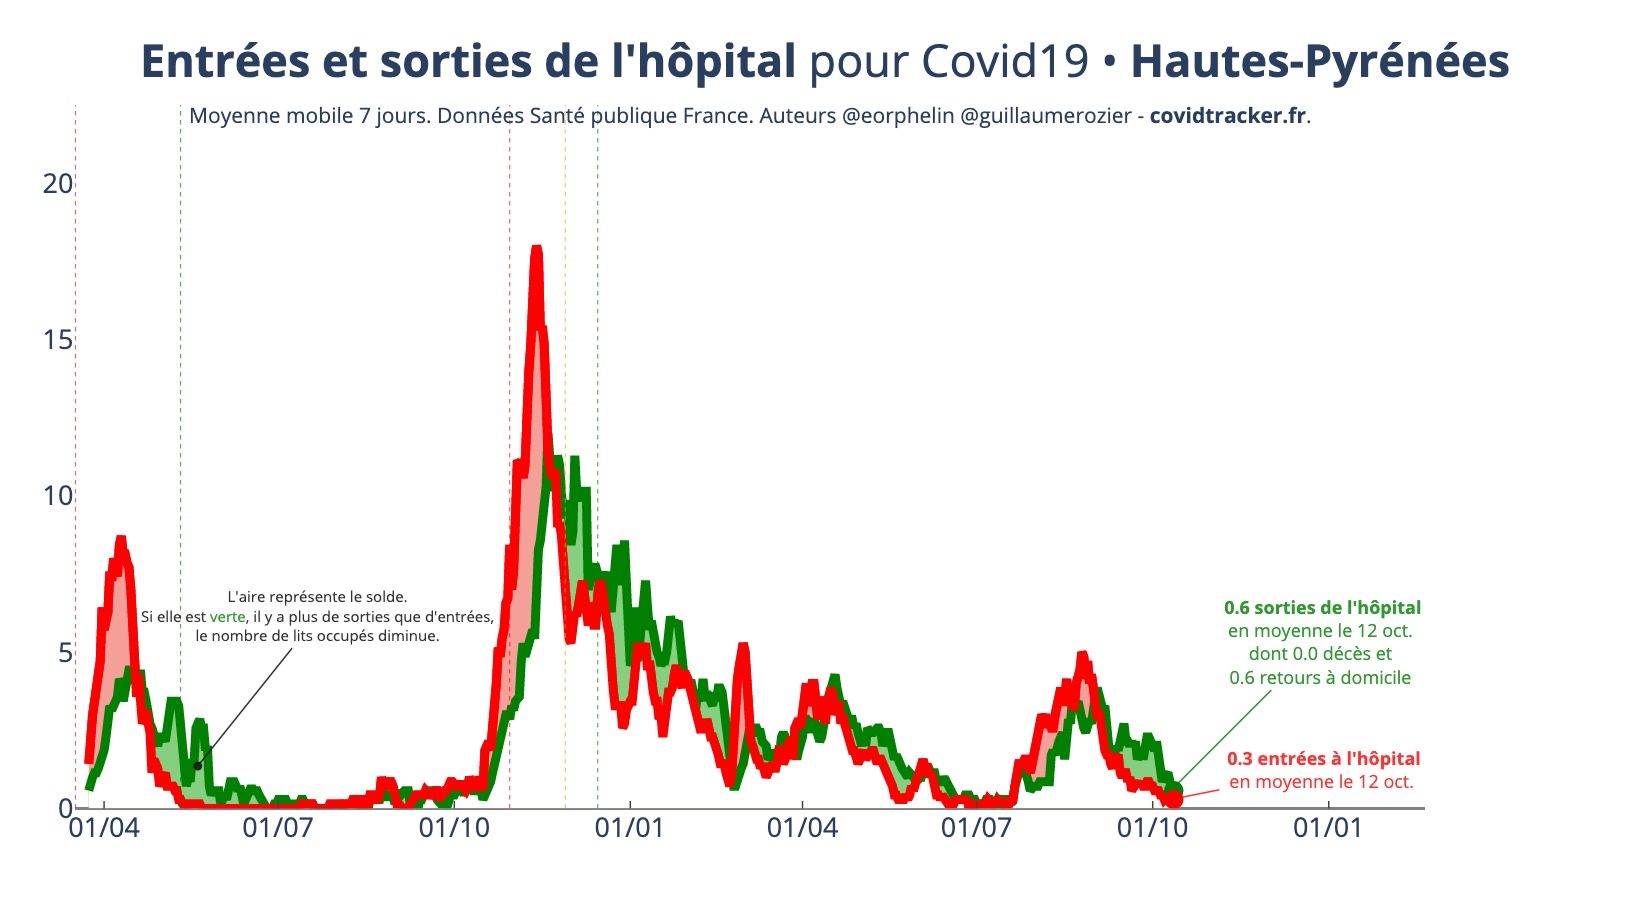 Entrées et sorties de l'hôpital pour Covid19 • Hautes-Pyrénées
Moyenne mobile 7 jours. Données Santé publique France. Auteurs @eorphelin @guillaumerozier - covidtracker.fr.
20
15
10
5
0
L'aire représente le solde.
Si elle est verte, il y a plus de sorties que d'entrées,
le nombre de lits occupés diminue.
0.6 sorties de l'hôpital
en moyenne le 12 oct.
dont 0.0 décès et
0.6 retours à domicile
0.3 entrées à l'hôpital
en moyenne le 12 oct.
01/04 01/07 01/10 01/01 01/04 01/07 01/10 01/01